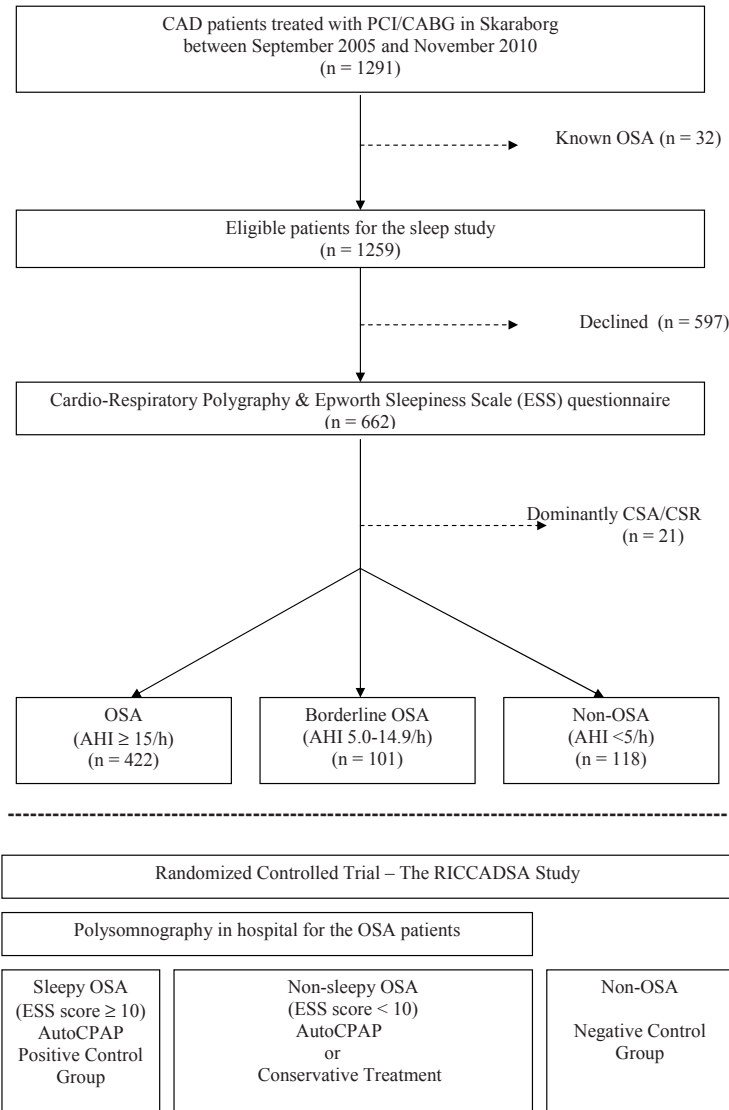 CAD patients treated with PCI/CABG in Skaraborg
between September 2005 and November 2010
(n = 1291)
Known OSA (n = 32)
Eligible patients for the sleep study
(n = 1259)
Declined (n = 597)
Cardio-Respiratory Polygraphy & Epworth Sleepiness Scale (ESS) questionnaire
(n = 662)
Dominantly CSA/CSR
(n = 21)
OSA
(AHI ≥ 15/h)
(n = 422)
Borderline OSA
(AHI 5.0-14.9/h)
(n = 101)
Non-OSA
(AHI <5/h)
(n = 118)
Randomized Controlled Trial – The RICCADSA Study
Polysomnography in hospital for the OSA patients
Sleepy OSA
(ESS score ≥ 10)
AutoCPAP
Positive Control
Group
Non-sleepy OSA
(ESS score < 10)
AutoCPAP
or
Conservative Treatment
Non-OSA
Negative Control
Group